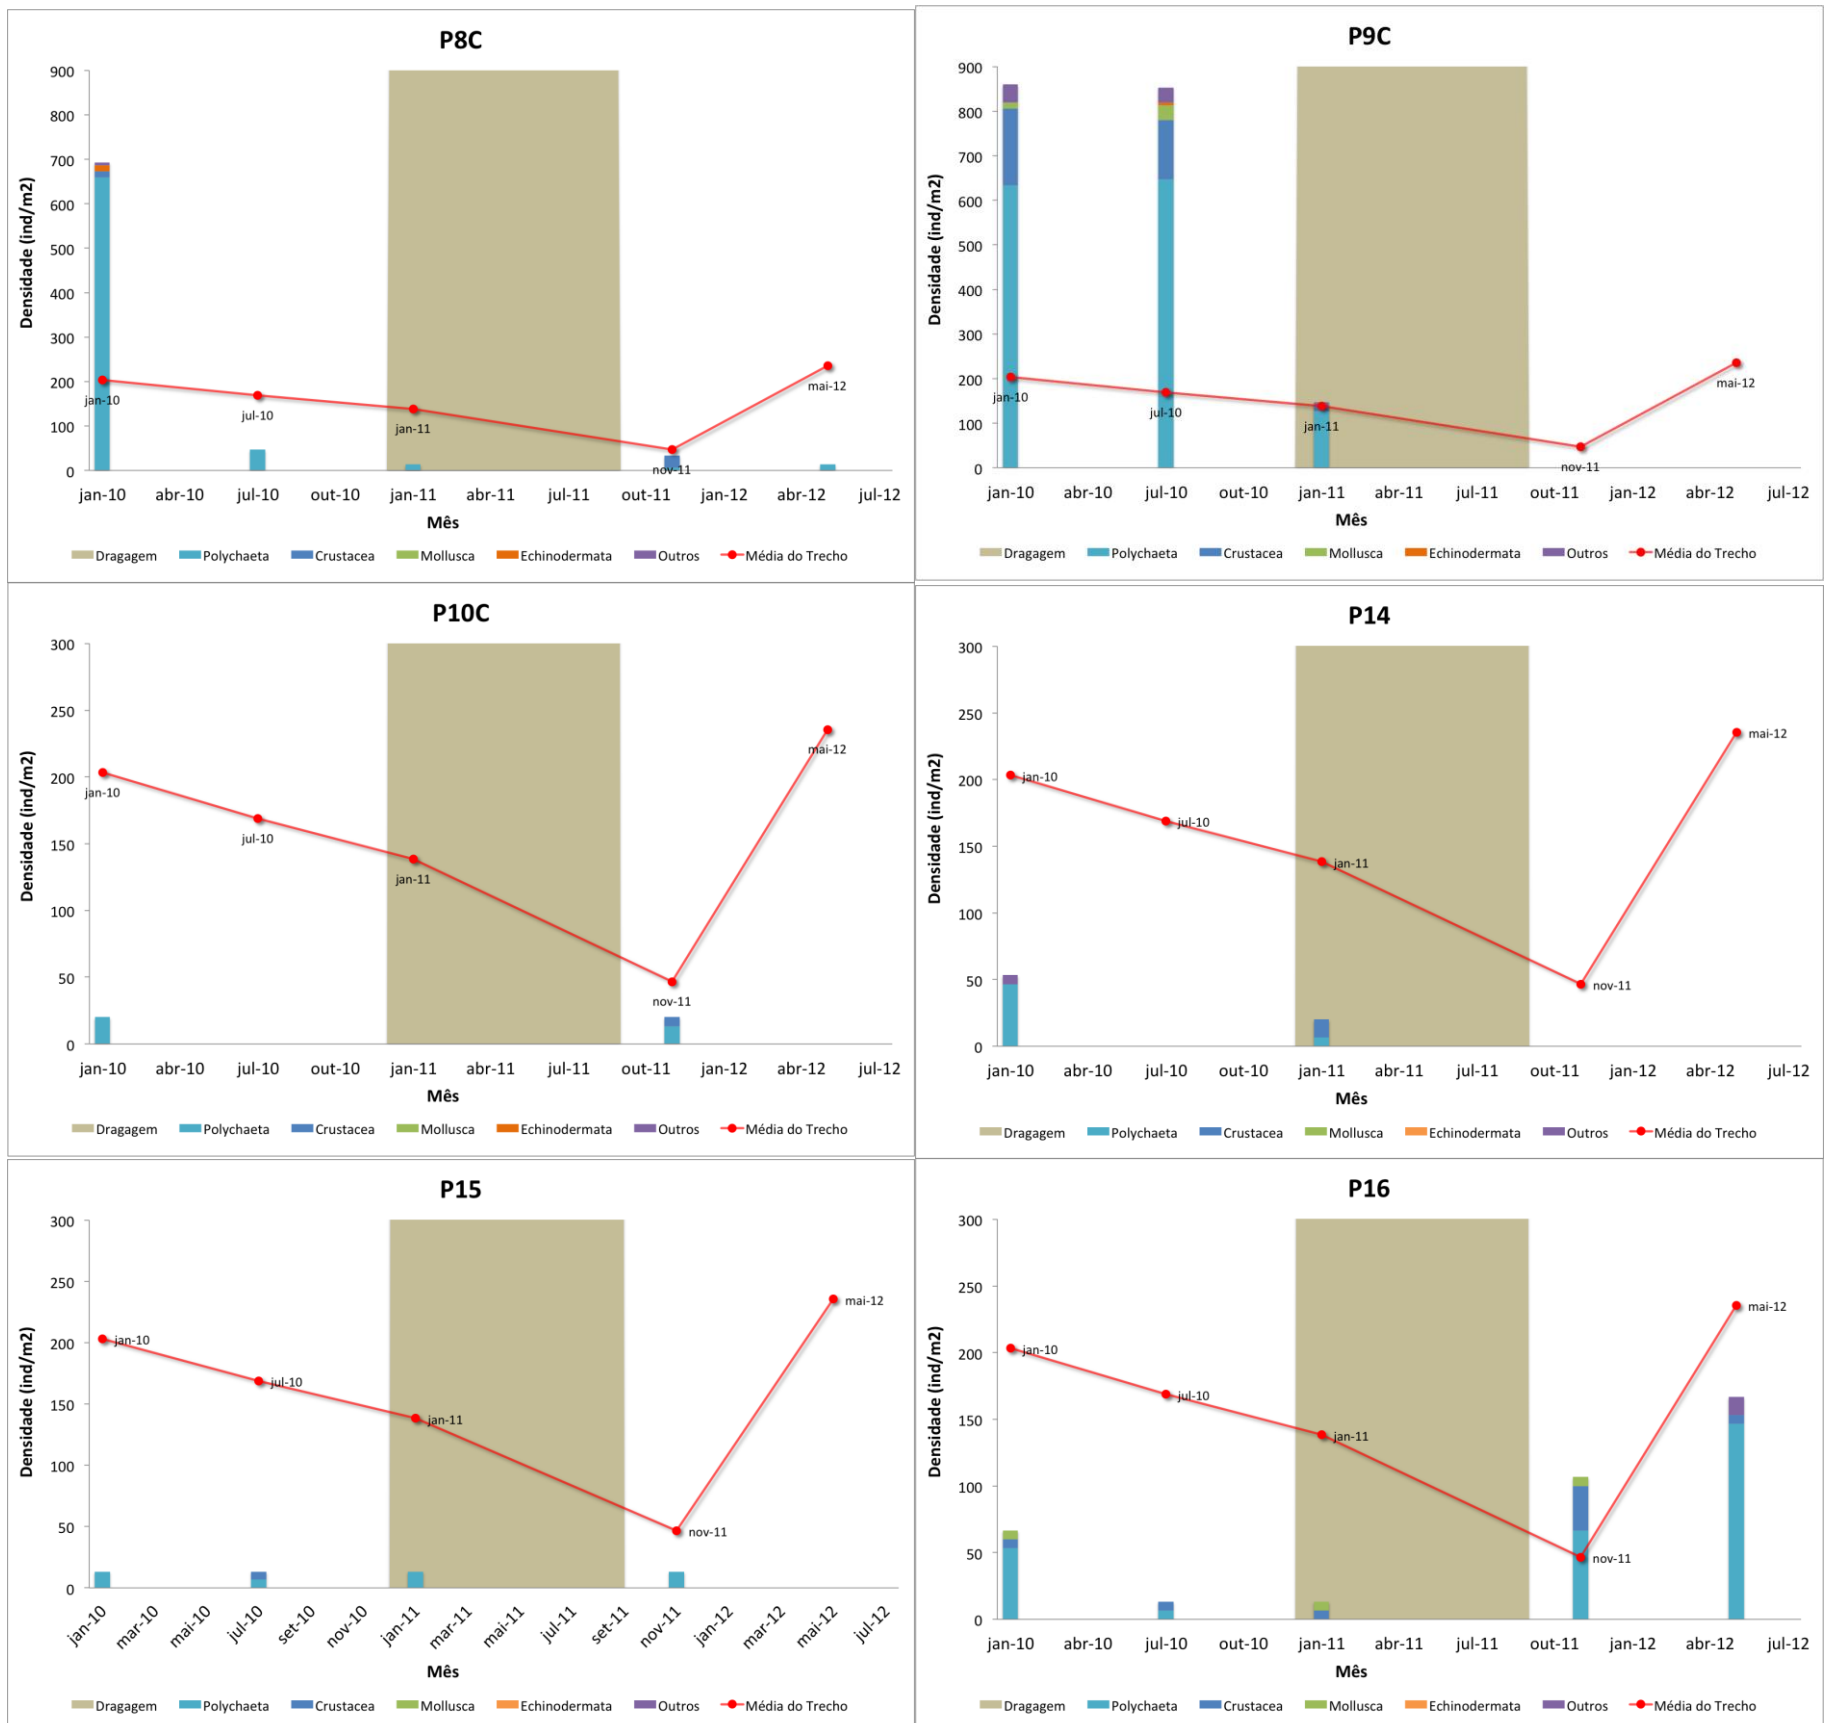 P8C
Densidade (ind/m2)
900
800
700
600
500
400
300
200
100
0
jan-10
jul-10
jan-11
nov-11
mai-12
jan-10 abr-10 jul-10 out-10 jan-11 abr-11 jul-11 out-11 jan-12 abr-12 jul-12
Mês
Dragagem Polychaeta Crustacea Mollusca Echinodermata Outros Média do Trecho
P9C
Densidade (ind/m2)
900
800
700
600
500
400
300
200
100
0
jan-10
jul-10
jan-11
nov-11
mai-12
jan-10 abr-10 jul-10 out-10 jan-11 abr-11 jul-11 out-11 jan-12 abr-12 jul-12
Mês
Dragagem Polychaeta Crustacea Mollusca Echinodermata Outros Média do Trecho
P10C
Densidade (ind/m2)
300
250
200
150
100
50
0
jan-10
jul-10
jan-11
nov-11
mai-12
jan-10 abr-10 jul-10 out-10 jan-11 abr-11 jul-11 out-11 jan-12 abr-12 jul-12
Mês
Dragagem Polychaeta Crustacea Mollusca Echinodermata Outros Média do Trecho
P14
Densidade (ind/m2)
300
250
200
150
100
50
0
jan-10
jul-10
jan-11
nov-11
mai-12
jan-10 abr-10 jul-10 out-10 jan-11 abr-11 jul-11 out-11 jan-12 abr-12 jul-12
Mês
Dragagem Polychaeta Crustacea Mollusca Echinodermata Outros Média do Trecho
P15
Densidade (ind/m2)
300
250
200
150
100
50
0
jan-10
jul-10
jan-11
nov-11
mai-12
jan-10 mar-10 mai-10 jul-10 set-10 nov-10 jan-11 mar-11 mai-11 jul-11 set-11 nov-11 jan-12 mar-12 mai-12 jul-12
Mês
Dragagem Polychaeta Crustacea Mollusca Echinodermata Outros Média do Trecho
P16
Densidade (ind/m2)
300
250
200
150
100
50
0
jan-10
jul-10
jan-11
nov-11
mai-12
jan-10 abr-10 jul-10 out-10 jan-11 abr-11 jul-11 out-11 jan-12 abr-12 jul-12
Mês
Dragagem Polychaeta Crustacea Mollusca Echinodermata Outros Média do Trecho